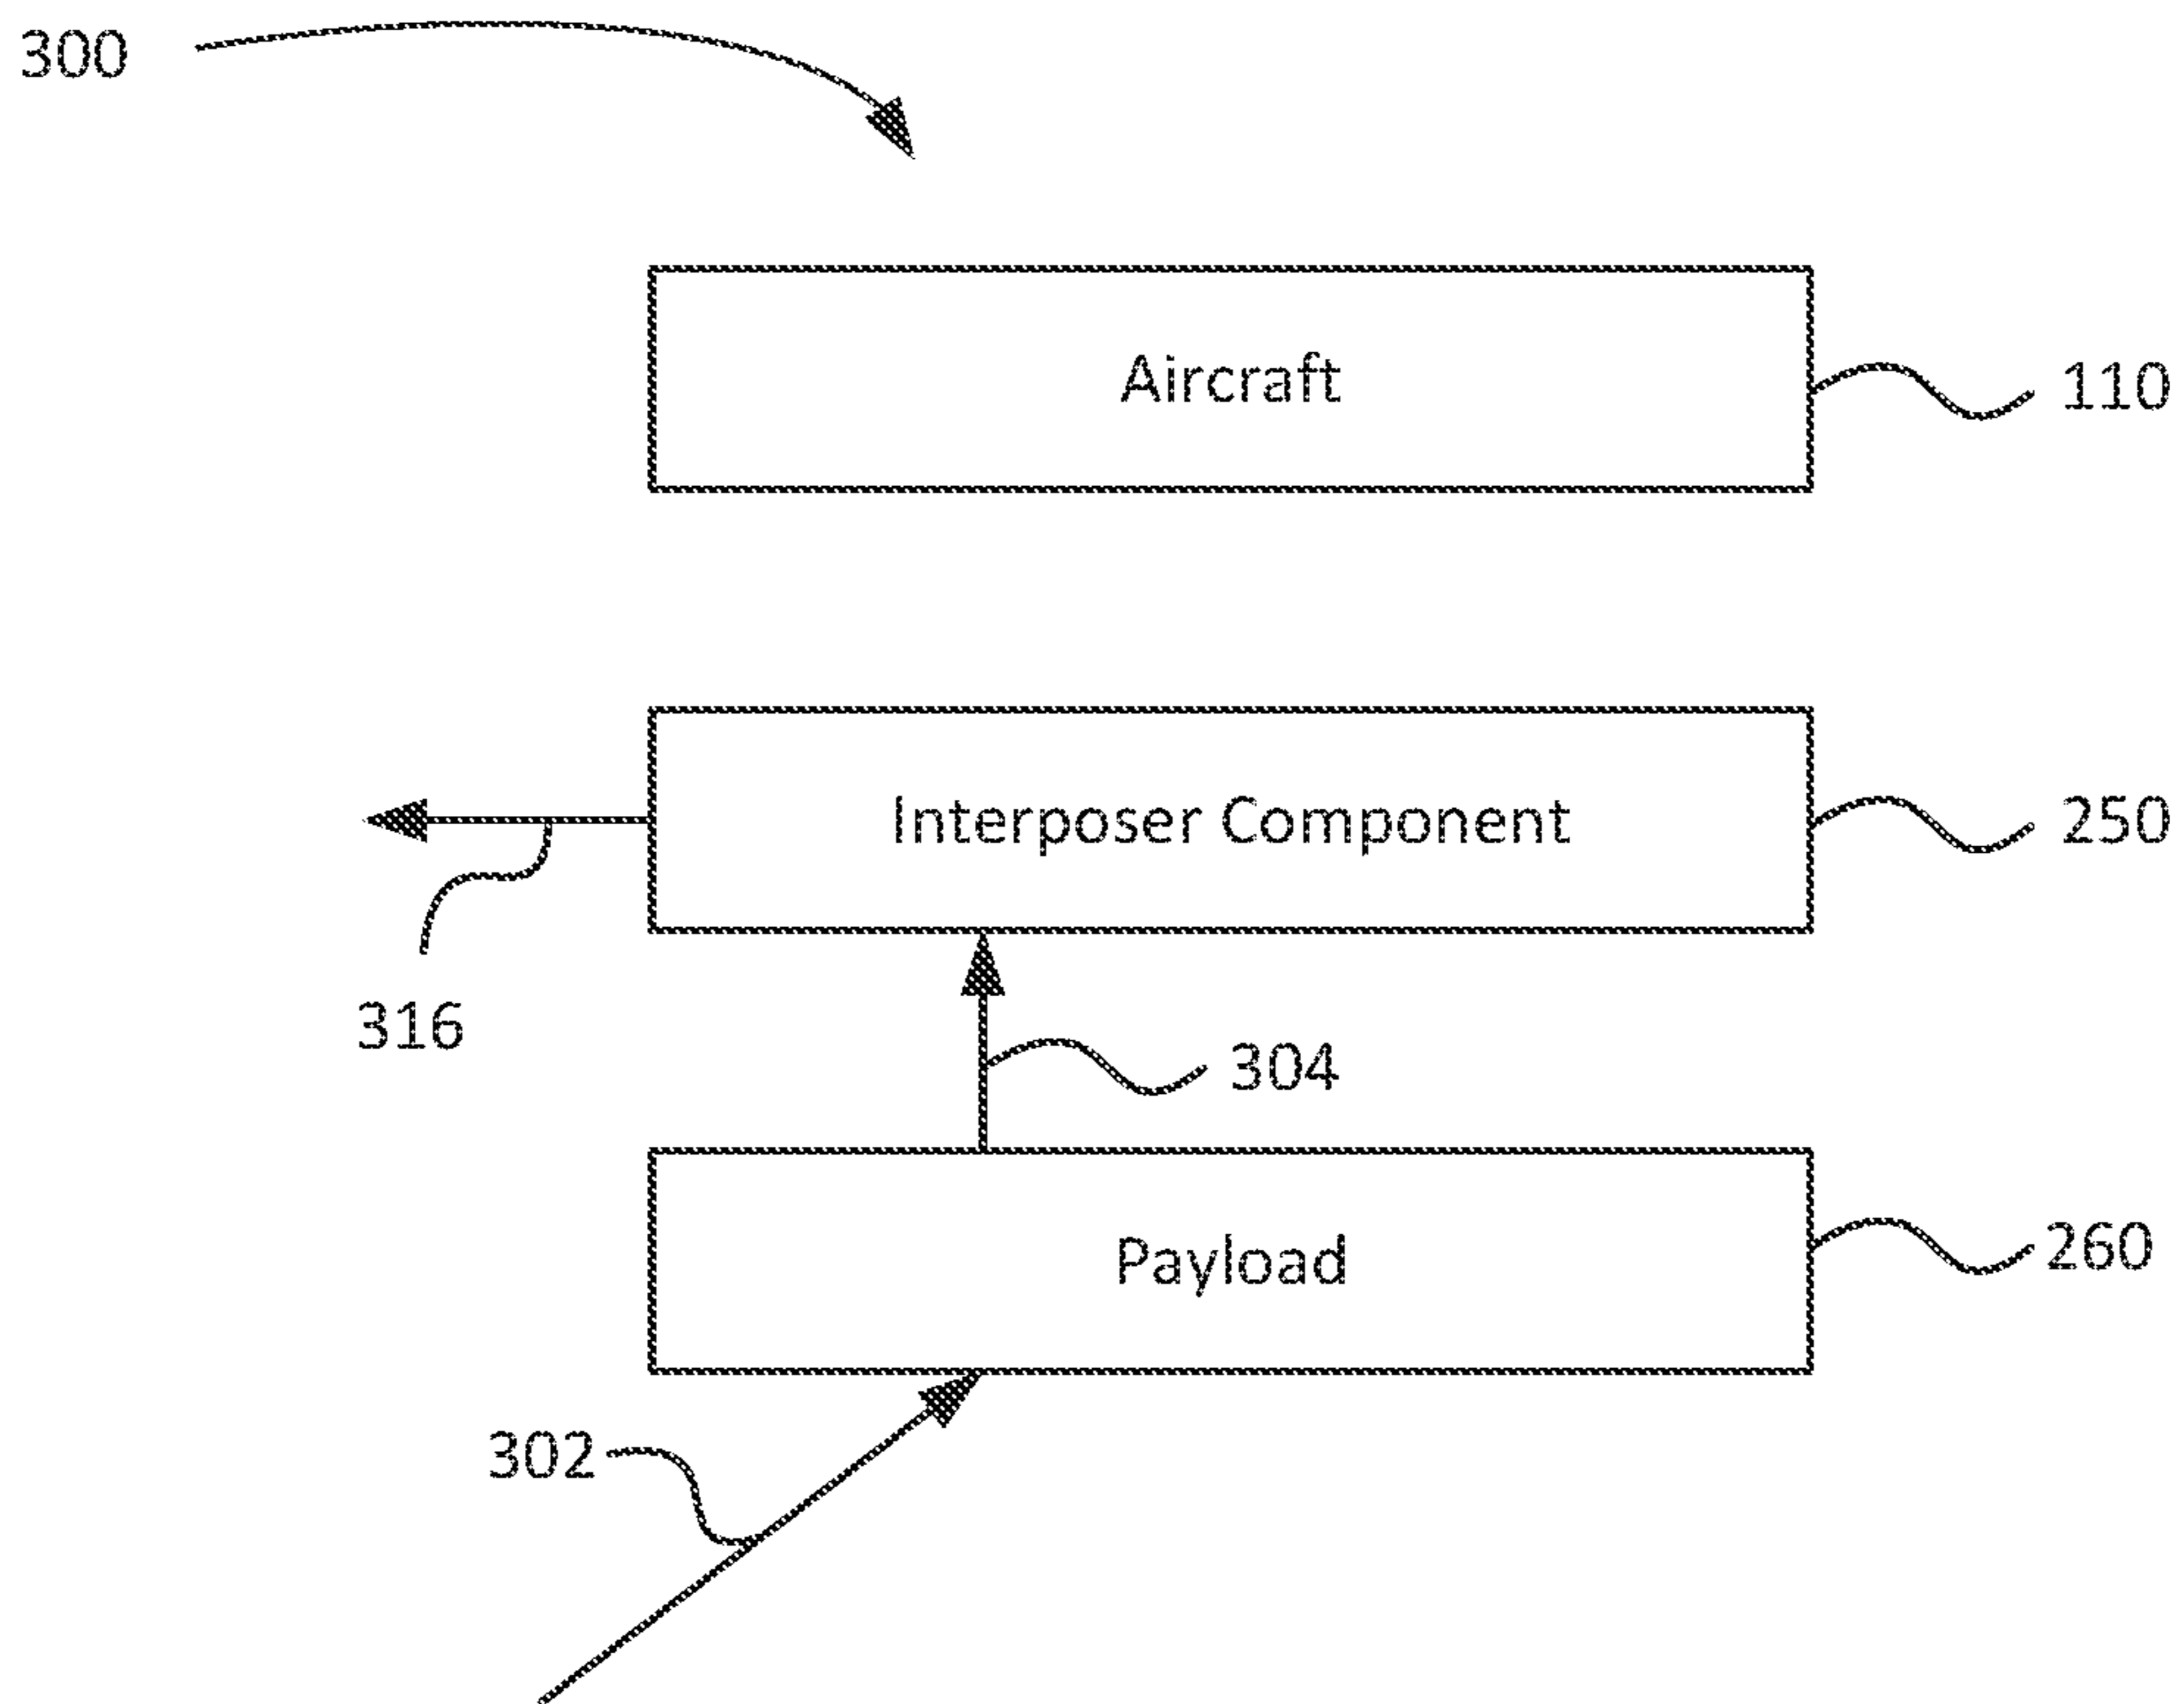 300
Aircraft
110
Interposer Component
250
316
304
Payload
260
302